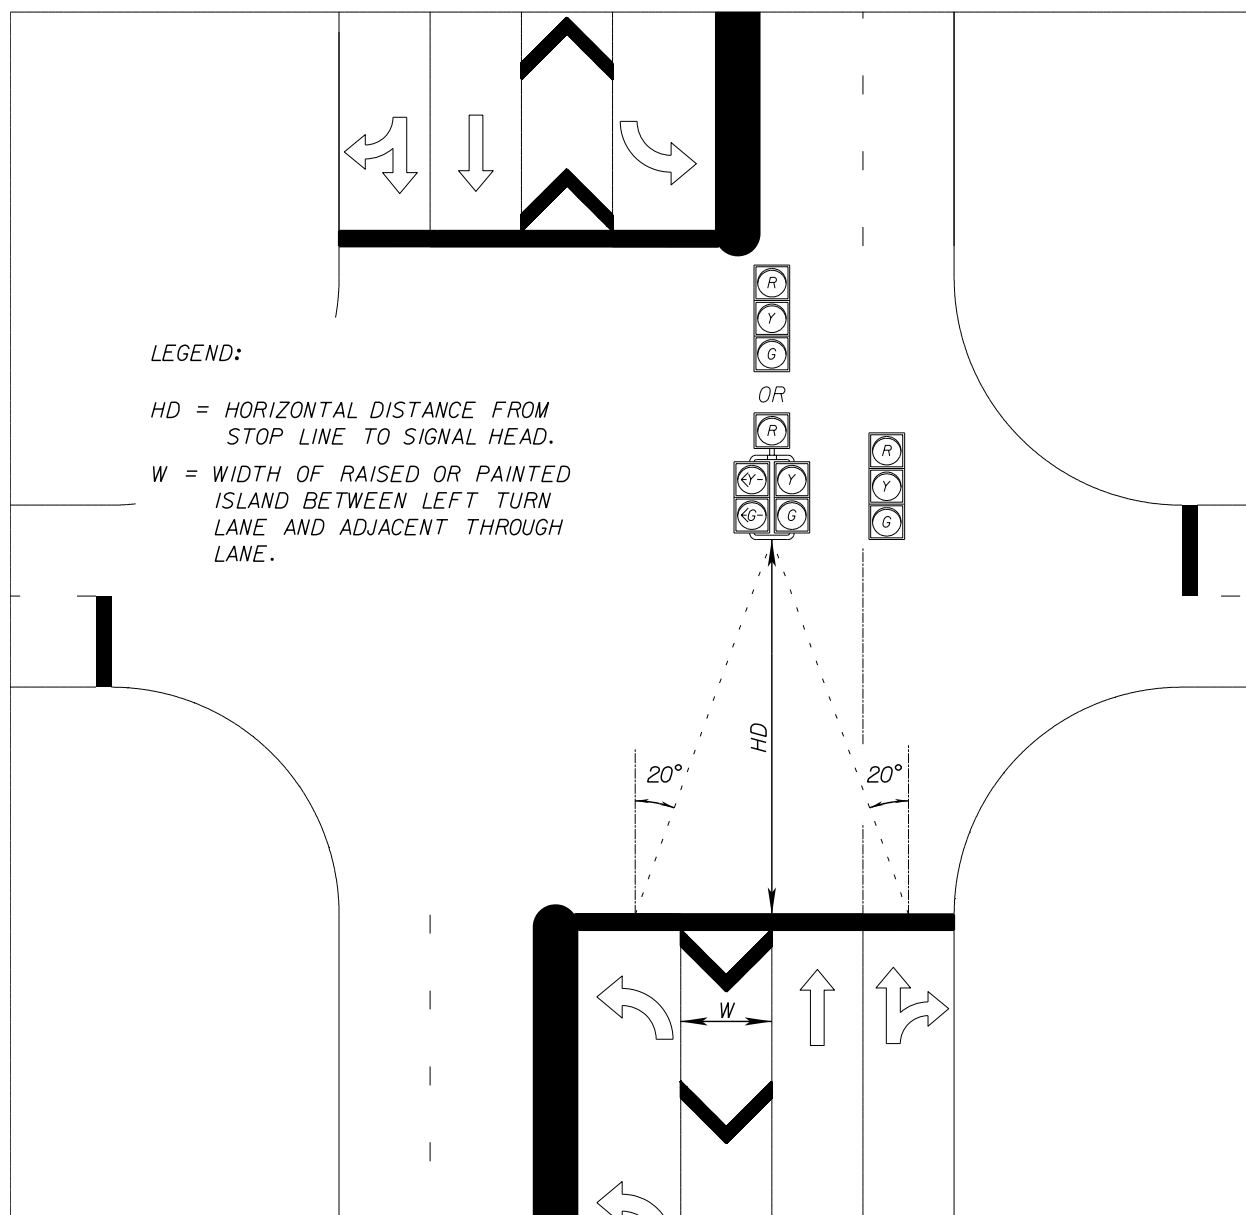 R
Y
G
LEGEND:
OR
HD = HORIZONTAL DISTANCE FROM
STOP LINE TO SIGNAL HEAD.
R
R
W = WIDTH OF RAISED OR PAINTED
ISLAND BETWEEN LEFT TURN
LANE AND ADJACENT THROUGH
LANE.
<Y- Y
Y
<G- G
G
HD
20° 20°
W